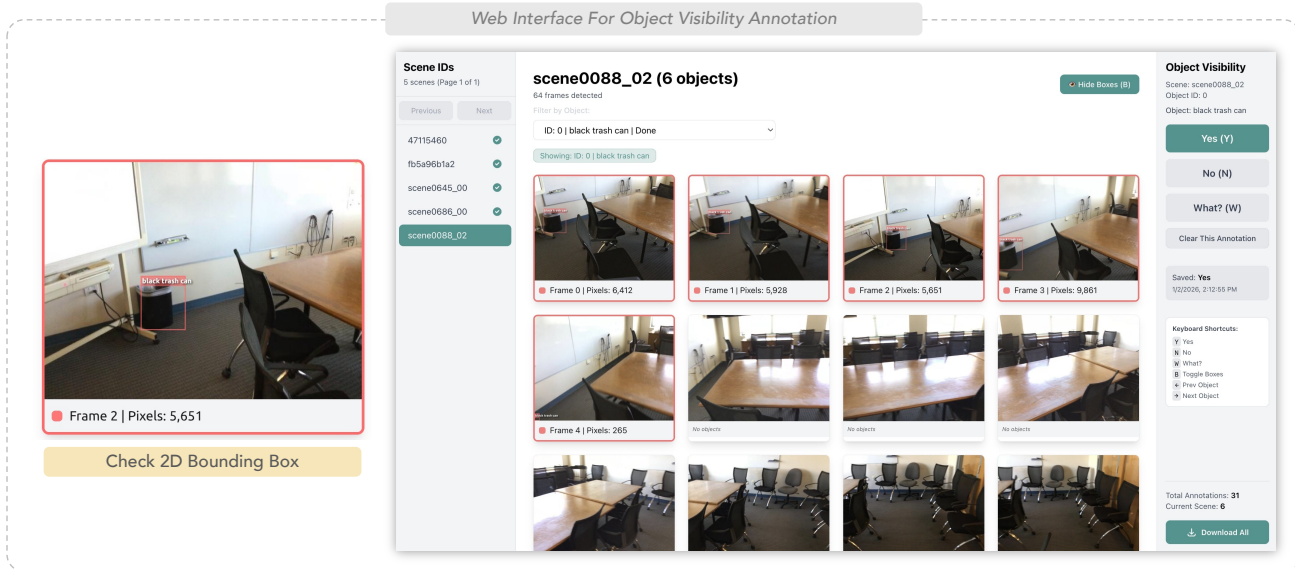 Web Interface For Object Visibility Annotation
black trash can
Frame 2 | Pixels: 5,651
Check 2D Bounding Box
Scene IDs
5 scenes (Page 1 of 1)
Previous
Next
47115460
fb5a96b1a2
scene0645_00
scene0686_00
scene0088_02
scene0088_02 (6 objects)
64 frames detected
Filter by Object:
ID: 0 | black trash can | Done
Showing: ID: 0 | black trash can
Hide Boxes (B)
Frame 0 | Pixels: 6,412
Frame 1 | Pixels: 5,928
Frame 2 | Pixels: 5,651
Frame 3 | Pixels: 9,861
black trash can
Frame 4 | Pixels: 265
No objects
No objects
No objects
Object Visibility
Scene: scene0088_02
Object ID: 0
Object: black trash can
Yes (Y)
No (N)
What? (W)
Clear This Annotation
Saved: Yes
1/2/2026, 2:12:55 PM
Keyboard Shortcuts:
Y Yes
N No
W What?
B Toggle Boxes
← Prev Object
→ Next Object
Total Annotations: 31
Current Scene: 6
Download All